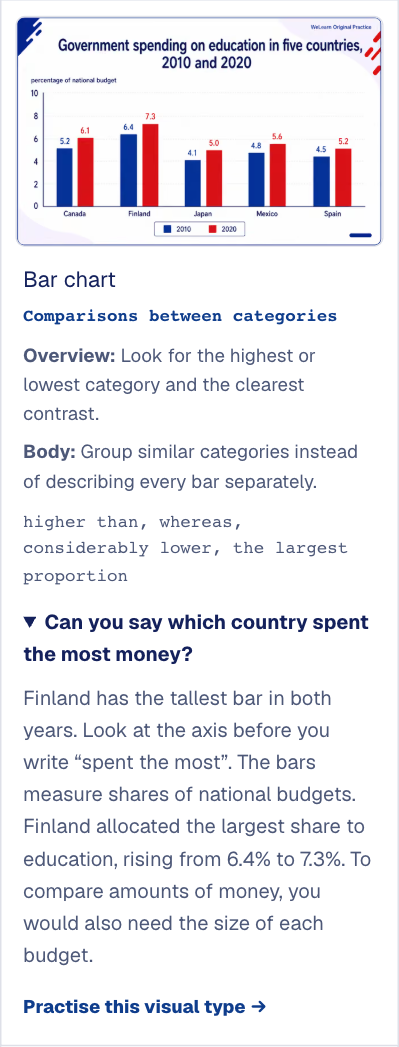 WeLearn Original Practice
Government spending on education in five countries,
2010 and 2020
percentage of national budget
10
8
6
4
2
0
5.2
6.1
6.4
7.3
4.1
5.0
4.8
5.6
4.5
5.2
Canada
Finland
Japan
Mexico
Spain
2010
2020
Bar chart
Comparisons between categories
Overview: Look for the highest or
lowest category and the clearest
contrast.
Body: Group similar categories instead
of describing every bar separately.
higher than, whereas,
considerably lower, the largest
proportion
▼ Can you say which country spent
the most money?
Finland has the tallest bar in both
years. Look at the axis before you
write “spent the most”. The bars
measure shares of national budgets.
Finland allocated the largest share to
education, rising from 6.4% to 7.3%. To
compare amounts of money, you
would also need the size of each
budget.
Practise this visual type →